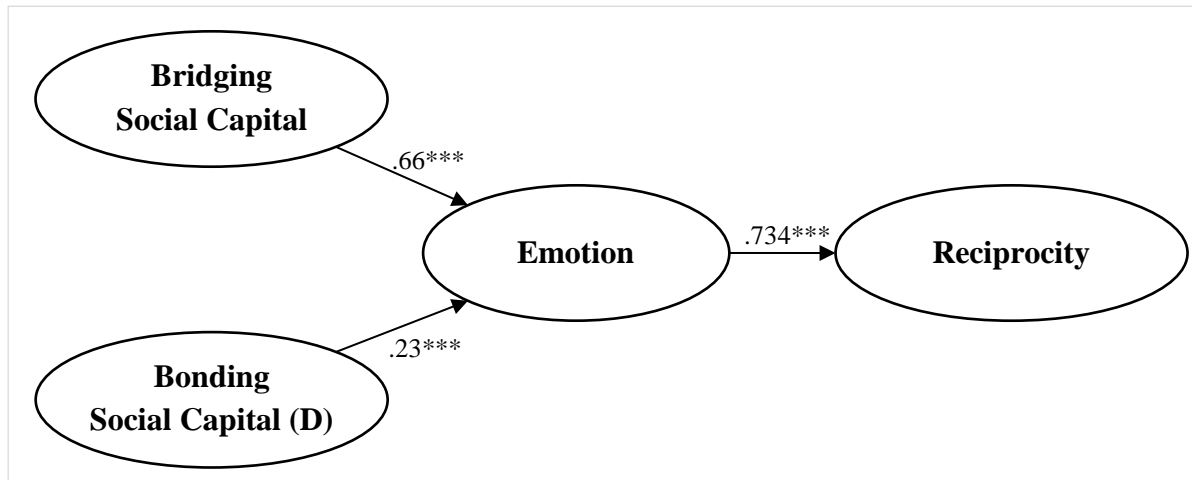 Bridging
Social Capital
.66***
Emotion
.734***
Reciprocity
.23***
Bonding
Social Capital (D)